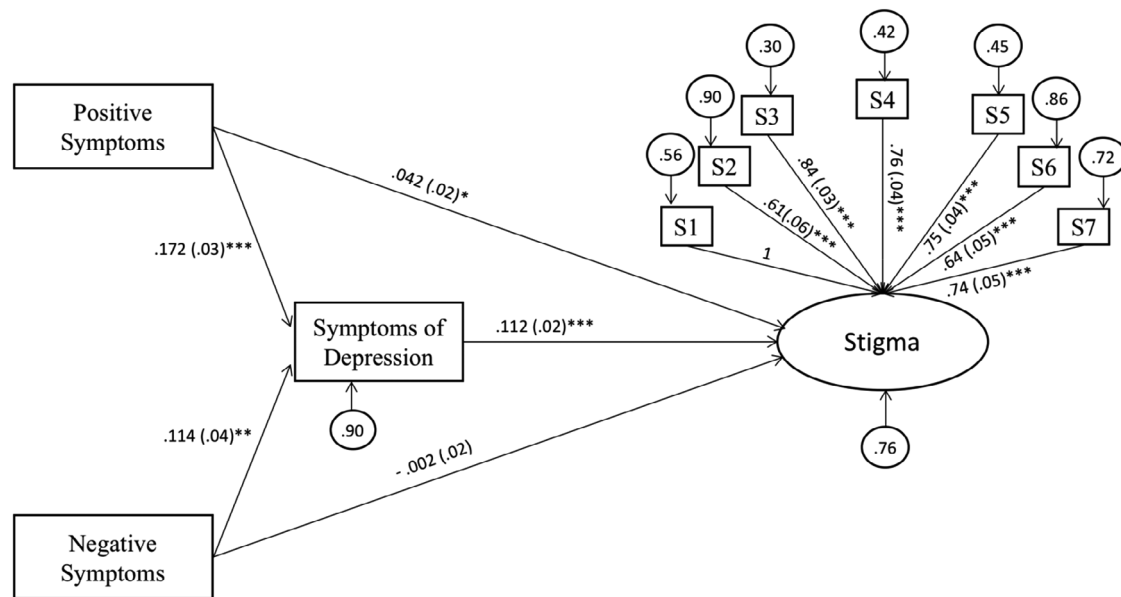 Positive
Symptoms
.042 (.02)*
.172 (.03)***
Symptoms of
Depression
.112 (.02)***
.90
.114 (.04)**
- .002 (.02)
Negative
Symptoms
.56
.90
.30
.42
.45
.86
.72
S1
S2
S3
S4
S5
S6
S7
1
.61(.06)***
.84 (.03)***
.76 (.04)***
.75 (.04)***
.64 (.05)***
.74 (.05)***
Stigma
.76